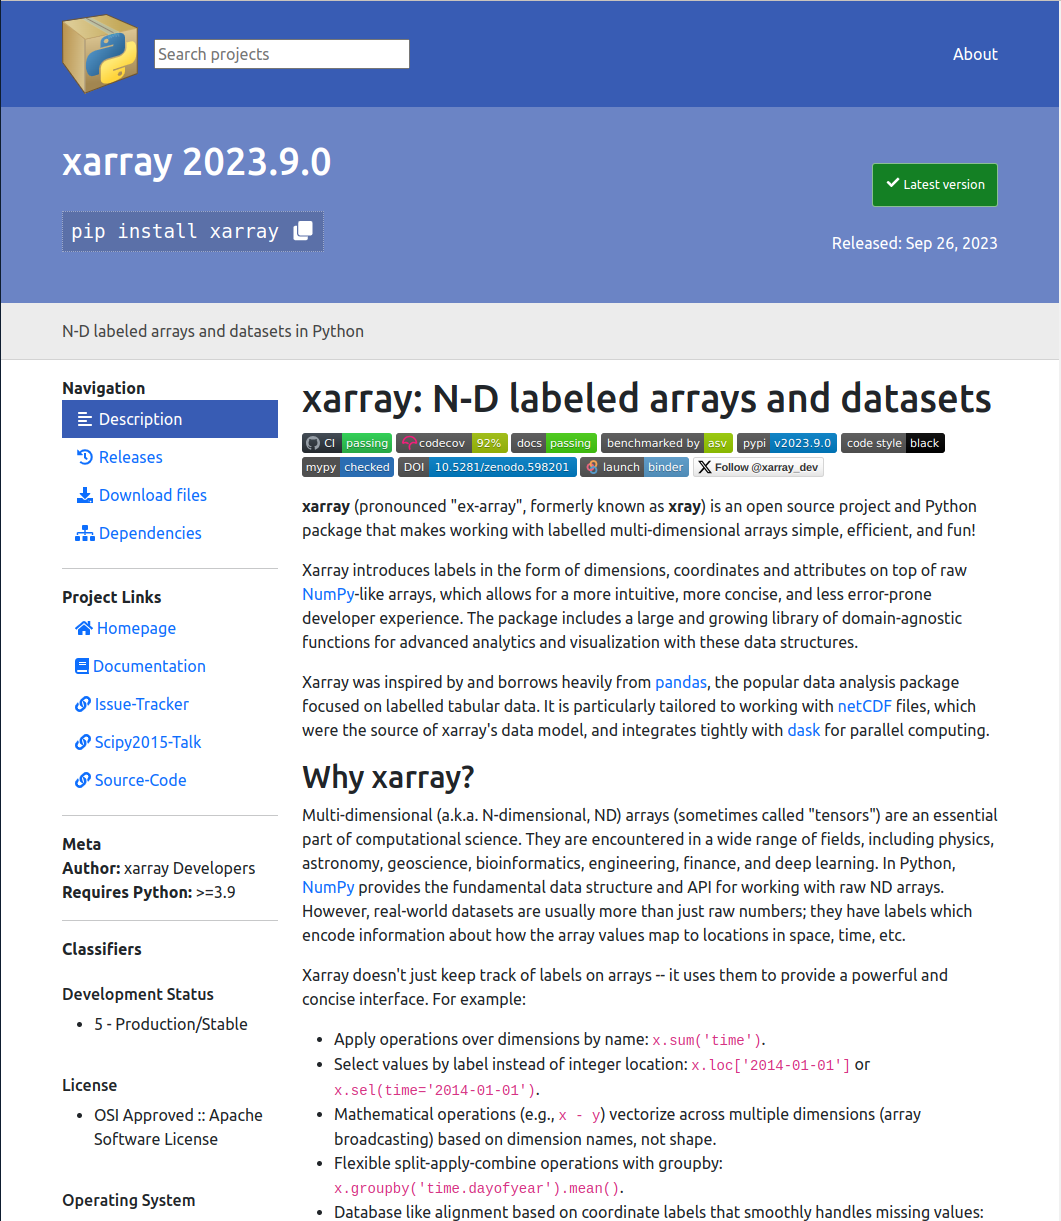 Search projects
About
xarray 2023.9.0
pip install xarray
Latest version
Released: Sep 26, 2023
N-D labeled arrays and datasets in Python
Navigation
Description
Releases
Download files
Dependencies
Project Links
Homepage
Documentation
Issue-Tracker
Scipy2015-Talk
Source-Code
Meta
Author: xarray Developers
Requires Python: >=3.9
Classifiers
Development Status
• 5 - Production/Stable
License
• OSI Approved :: Apache
Software License
Operating System
xarray: N-D labeled arrays and datasets
CI passing codecov 92% docs passing benchmarked by asv pypi v2023.9.0 code style black
mypy checked DOI 10.5281/zenodo.598201 launch binder Follow @xarray_dev
xarray (pronounced "ex-array", formerly known as xray) is an open source project and Python
package that makes working with labelled multi-dimensional arrays simple, efficient, and fun!
Xarray introduces labels in the form of dimensions, coordinates and attributes on top of raw
NumPy-like arrays, which allows for a more intuitive, more concise, and less error-prone
developer experience. The package includes a large and growing library of domain-agnostic
functions for advanced analytics and visualization with these data structures.
Xarray was inspired by and borrows heavily from pandas, the popular data analysis package
focused on labelled tabular data. It is particularly tailored to working with netCDF files, which
were the source of xarray's data model, and integrates tightly with dask for parallel computing.
Why xarray?
Multi-dimensional (a.k.a. N-dimensional, ND) arrays (sometimes called "tensors") are an essential
part of computational science. They are encountered in a wide range of fields, including physics,
astronomy, geoscience, bioinformatics, engineering, finance, and deep learning. In Python,
NumPy provides the fundamental data structure and API for working with raw ND arrays.
However, real-world datasets are usually more than just raw numbers; they have labels which
encode information about how the array values map to locations in space, time, etc.
Xarray doesn't just keep track of labels on arrays -- it uses them to provide a powerful and
concise interface. For example:
• Apply operations over dimensions by name: x.sum('time').
• Select values by label instead of integer location: x.loc['2014-01-01'] or
x.sel(time='2014-01-01').
• Mathematical operations (e.g., x - y) vectorize across multiple dimensions (array
broadcasting) based on dimension names, not shape.
• Flexible split-apply-combine operations with groupby:
x.groupby('time.dayofyear').mean().
• Database like alignment based on coordinate labels that smoothly handles missing values: